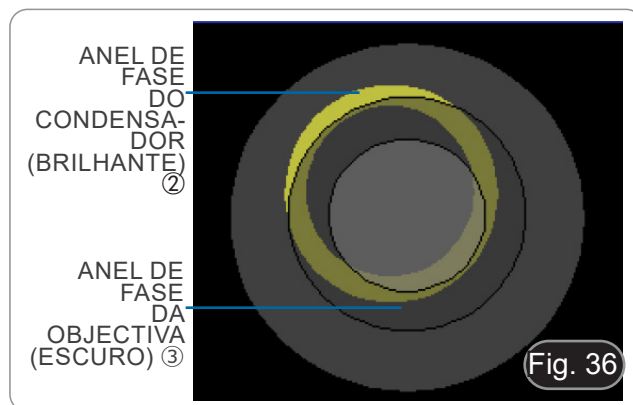 ANEL DE
FASE
DO
CONDENSA-
DOR
(BRILHANTE)
②
ANEL DE
FASE
DA
OBJECTIVA
(ESCURO) ③
Fig. 36